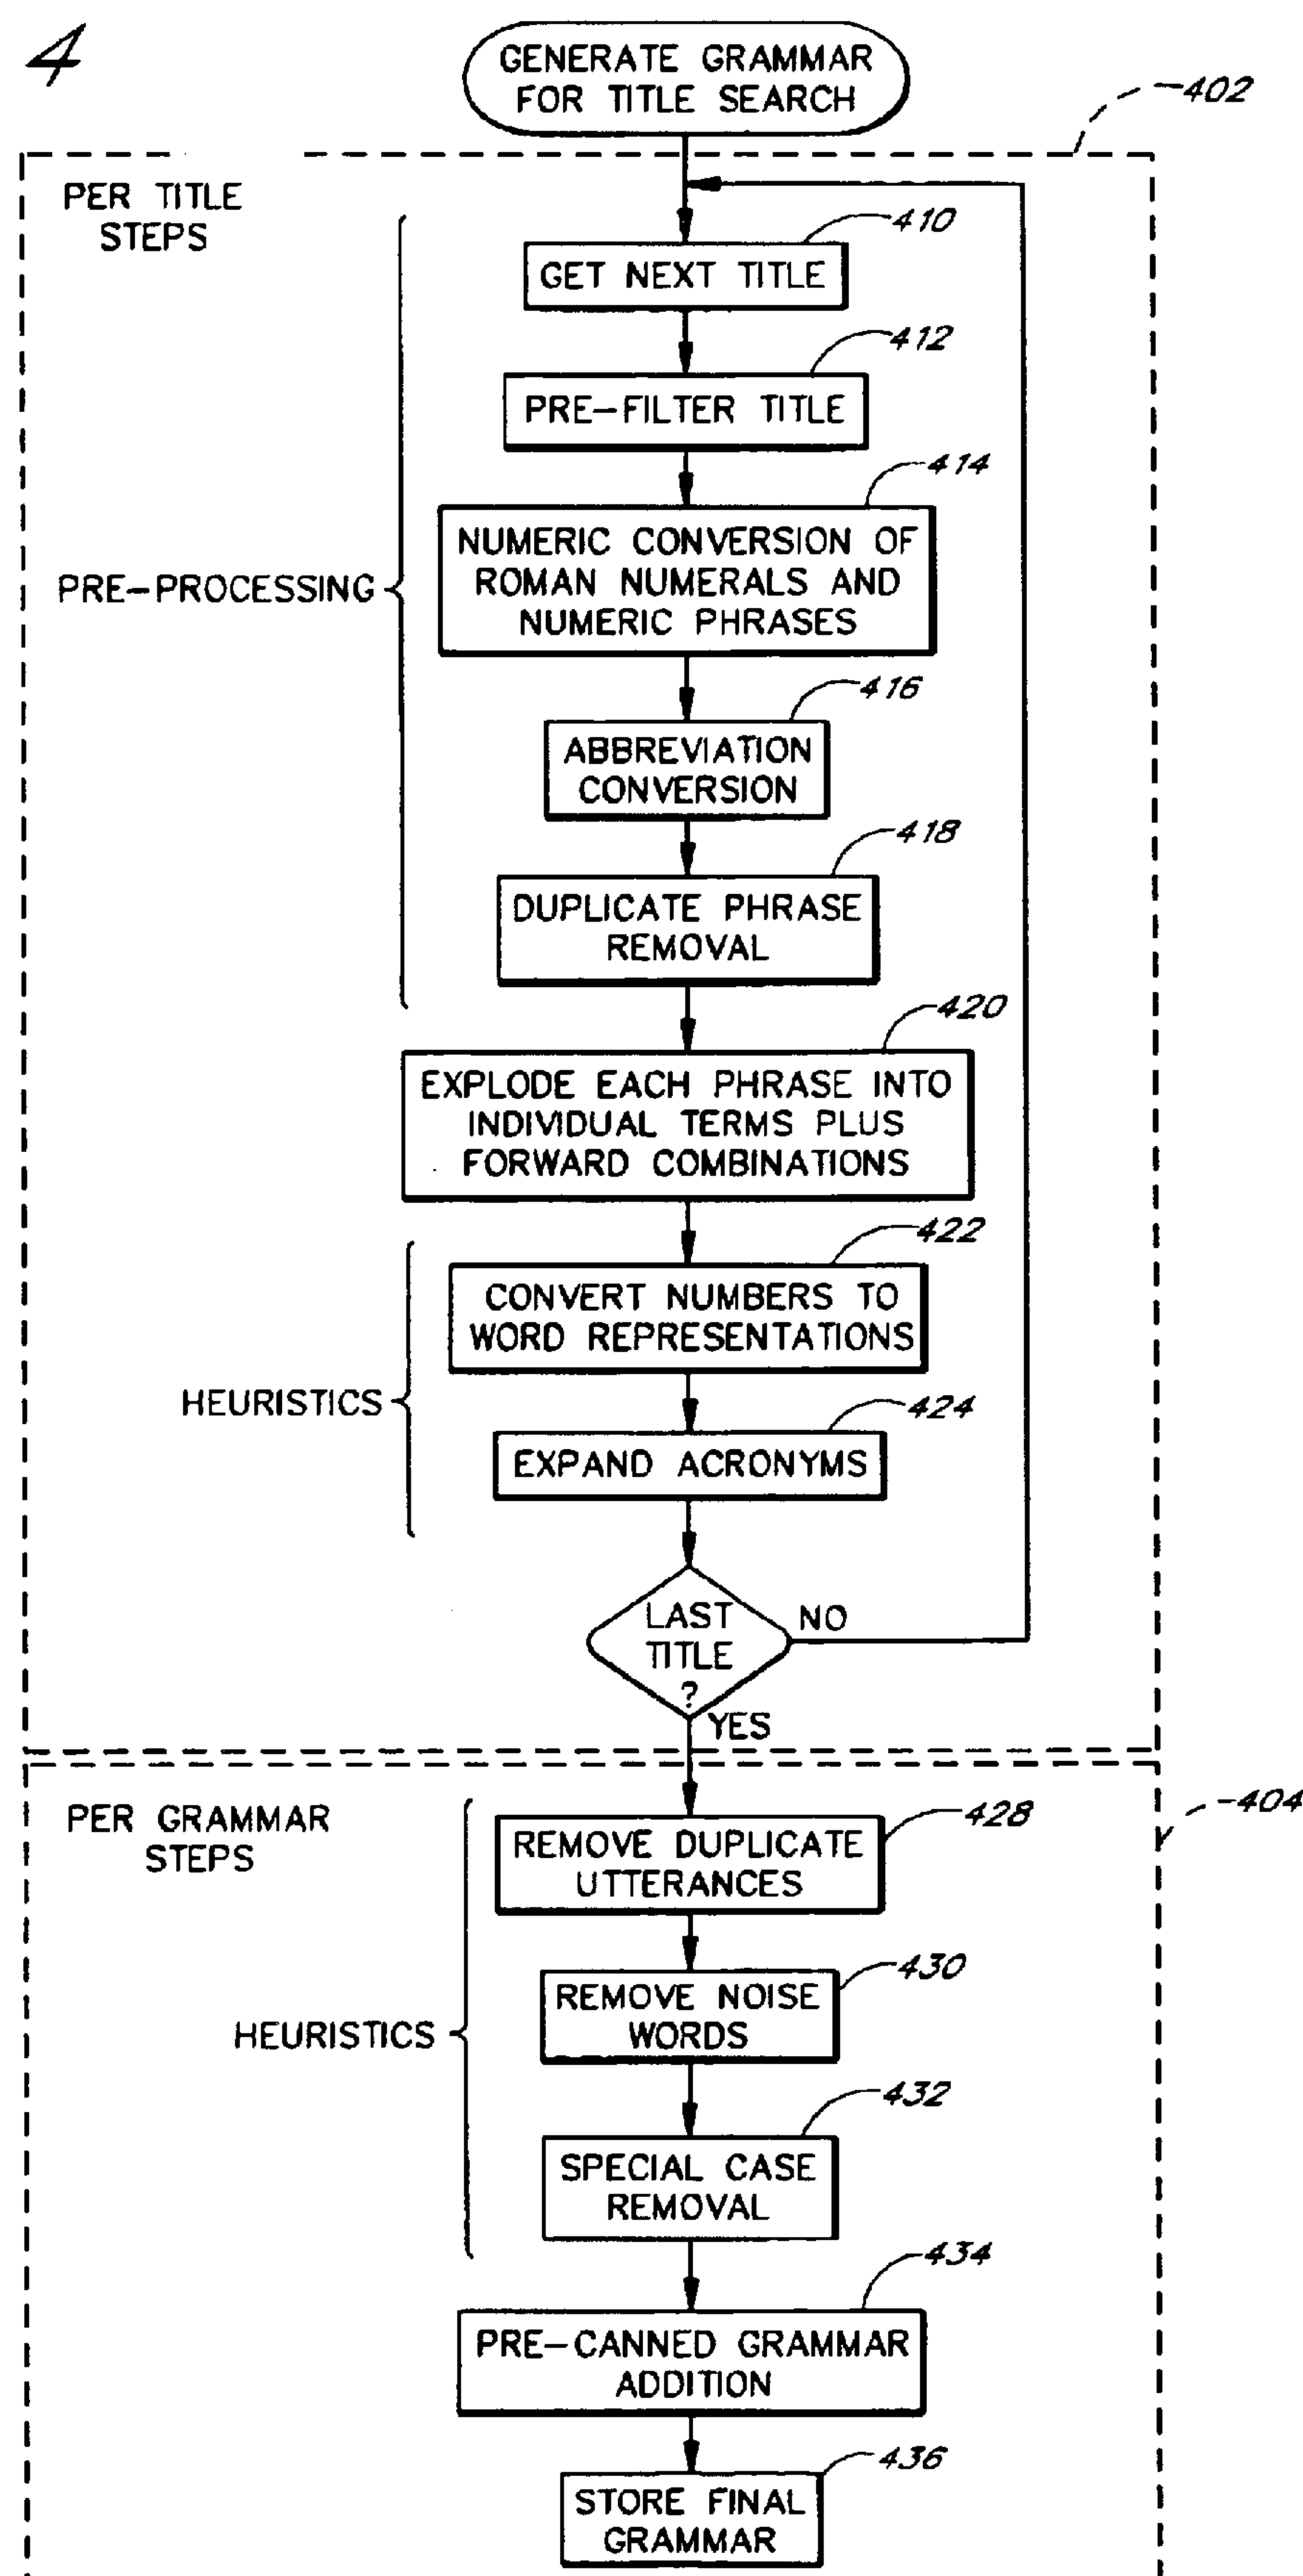 4
GENERATE GRAMMAR
FOR TITLE SEARCH
402
PER TITLE
STEPS
410
GET NEXT TITLE
412
PRE-FILTER TITLE
414
NUMERIC CONVERSION OF
ROMAN NUMERALS AND
NUMERIC PHRASES
PRE-PROCESSING
416
ABBREVIATION
CONVERSION
418
DUPLICATE PHRASE
REMOVAL
420
EXPLODE EACH PHRASE INTO
INDIVIDUAL TERMS PLUS
FORWARD COMBINATIONS
422
CONVERT NUMBERS TO
WORD REPRESENTATIONS
HEURISTICS
424
EXPAND ACRONYMS
LAST
TITLE
?
NO
YES
404
PER GRAMMAR
STEPS
428
REMOVE DUPLICATE
UTTERANCES
430
REMOVE NOISE
WORDS
HEURISTICS
432
SPECIAL CASE
REMOVAL
434
PRE-CANNED GRAMMAR
ADDITION
436
STORE FINAL
GRAMMAR